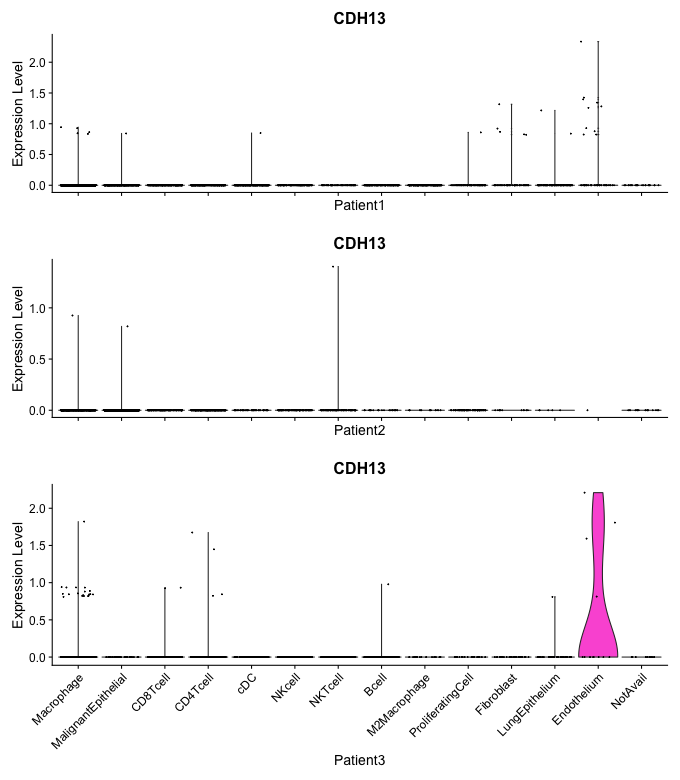 CDH13
Expression Level
2.0
1.5
1.0
0.5
0.0
Patient1
CDH13
Expression Level
1.0
0.5
0.0
Patient2
CDH13
Expression Level
2.0
1.5
1.0
0.5
0.0
Macrophage
MalignantEpithelial
CD8Tcell
CD4Tcell
cDC
NKcell
NKTcell
Bcell
M2Macrophage
ProliferatingCell
Fibroblast
LungEpithelium
Endothelium
NotAvail
Patient3